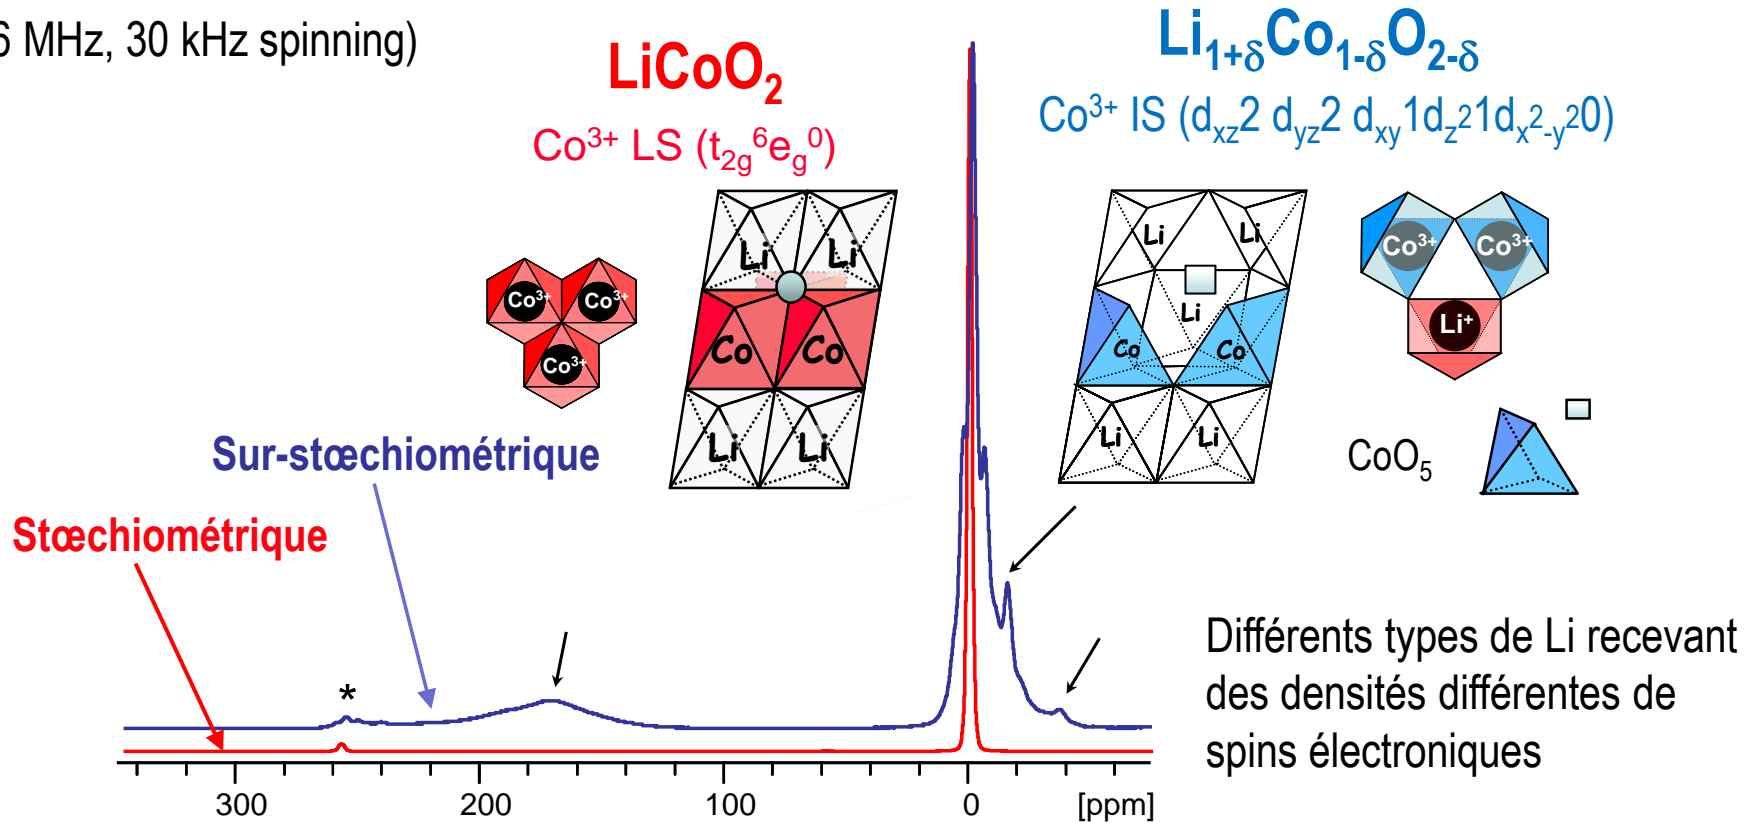 6 MHz, 30 kHz spinning)
LiCoO2
Co3+ LS (t2g6eg0)
Li1+δCo1-δO2-δ
Co3+ IS (dxz2 dyz2 dxy1dz21dx2-y20)
Li Li
Co Co
Li Li
Co3+ Co3+
Co3+
Li Li
Li
Co Co
Li Li
Co3+ Co3+
Li+
CoO5
Sur-stœchiométrique
Stœchiométrique
*
Différents types de Li recevant
des densités différentes de
spins électroniques
300 200 100 0 [ppm]